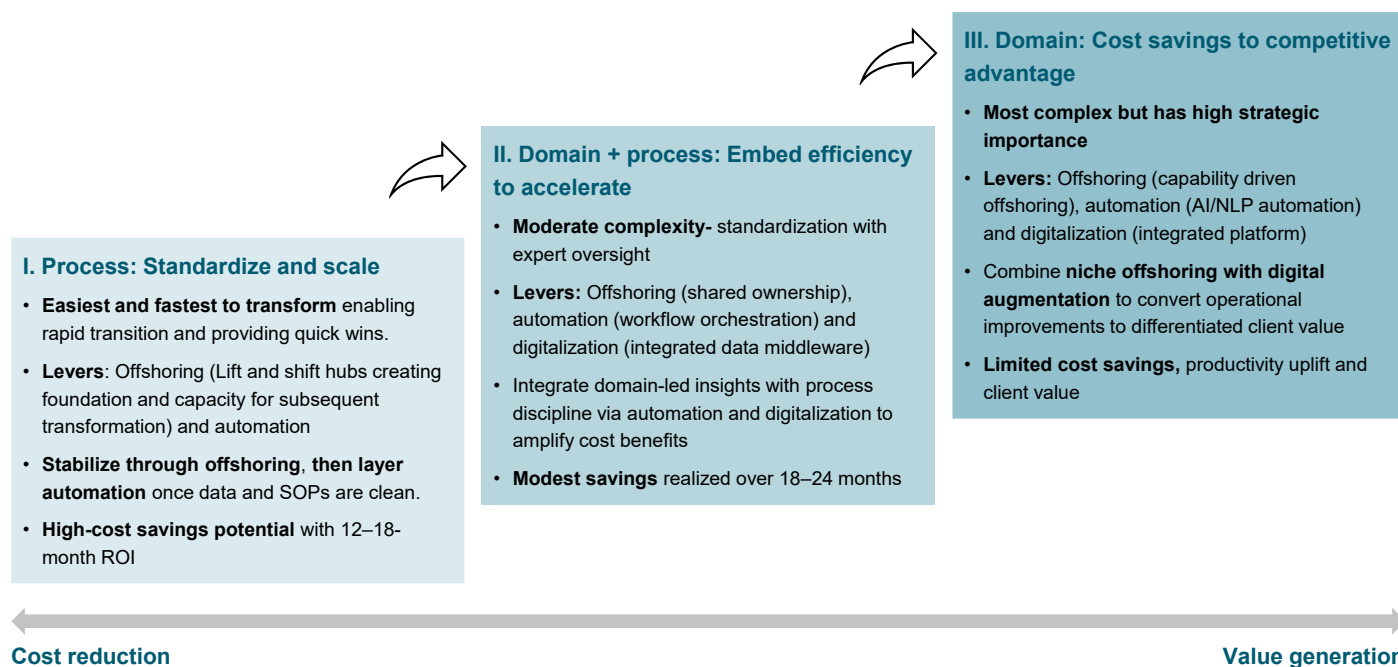 I. Process: Standardize and scale
• Easiest and fastest to transform enabling
rapid transition and providing quick wins.
• Levers: Offshoring (Lift and shift hubs creating
foundation and capacity for subsequent
transformation) and automation
• Stabilize through offshoring, then layer
automation once data and SOPs are clean.
• High-cost savings potential with 12–18-
month ROI
II. Domain + process: Embed efficiency
to accelerate
• Moderate complexity- standardization with
expert oversight
• Levers: Offshoring (shared ownership),
automation (workflow orchestration) and
digitalization (integrated data middleware)
• Integrate domain-led insights with process
discipline via automation and digitalization to
amplify cost benefits
• Modest savings realized over 18–24 months
III. Domain: Cost savings to competitive
advantage
• Most complex but has high strategic
importance
• Levers: Offshoring (capability driven
offshoring), automation (AI/NLP automation)
and digitalization (integrated platform)
• Combine niche offshoring with digital
augmentation to convert operational
improvements to differentiated client value
• Limited cost savings, productivity uplift and
client value
Cost reduction
Value generation